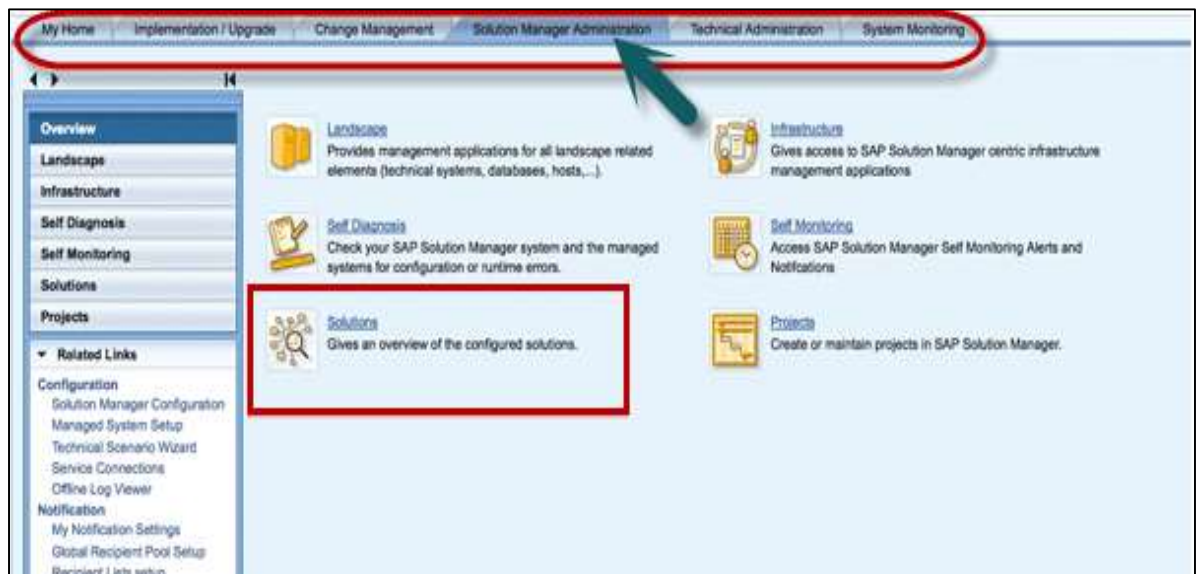 My Home Implementation / Upgrade Change Management Solution Manager Administration Technical Administration System Monitoring
Overview
Landscape
Infrastructure
Self Diagnosis
Self Monitoring
Solutions
Projects
Related Links
Configuration
Solution Manager Configuration
Managed System Setup
Technical Scenario Wizard
Service Connections
Offline Log Viewer
Notification
My Notification Settings
Global Recipient Pool Setup
Recipient Lists setup
Landscape
Provides management applications for all landscape related
elements (technical systems, databases, hosts,...).
Infrastructure
Gives access to SAP Solution Manager centric infrastructure
management applications
Self Diagnosis
Check your SAP Solution Manager system and the managed
systems for configuration or runtime errors.
Self Monitoring
Access SAP Solution Manager Self Monitoring Alerts and
Notifications
Solutions
Gives an overview of the configured solutions.
Projects
Create or maintain projects in SAP Solution Manager.